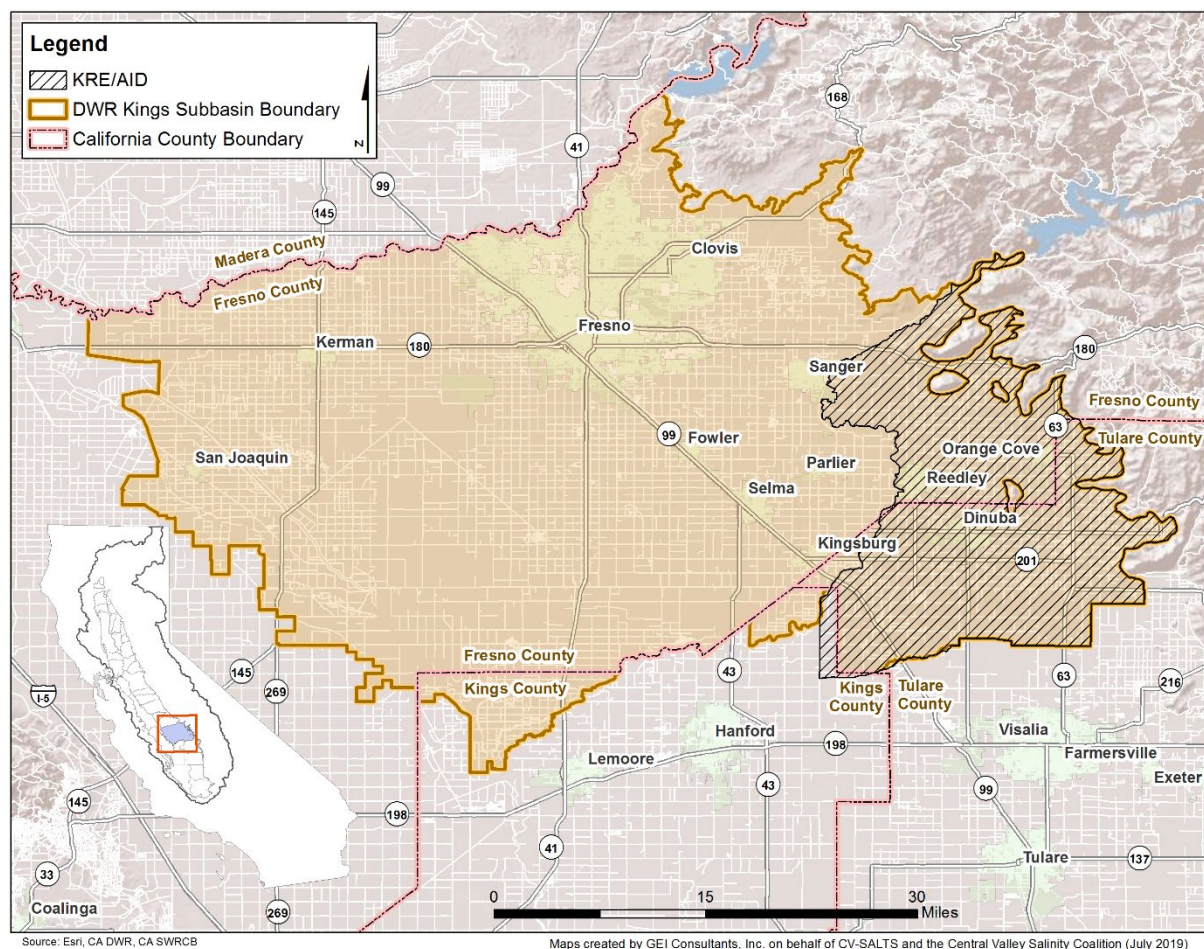 Legend
KRE/AID
DWR Kings Subbasin Boundary
California County Boundary
z
168
41
99
145
Madera County
Fresno County
Clovis
Fresno
Kerman
180
Sanger
180
Fresno County
63
Tulare County
99
Fowler
Orange Cove
San Joaquin
Parlier
Reedley
Selma
Dinuba
Kingsburg
201
Fresno County
Kings County
145
43
63
216
I-5
269
Kings
County
Tulare
County
Hanford
Visalia
198
Lemoore
Farmersville
Exeter
145
198
43
99
41
33
Tulare
137
Coalinga
269
0
15
30
Miles
Source: Esri, CA DWR, CA SWRCB
Maps created by GEI Consultants, Inc. on behalf of CV-SALTS and the Central Valley Salinity Coalition (July 2019)